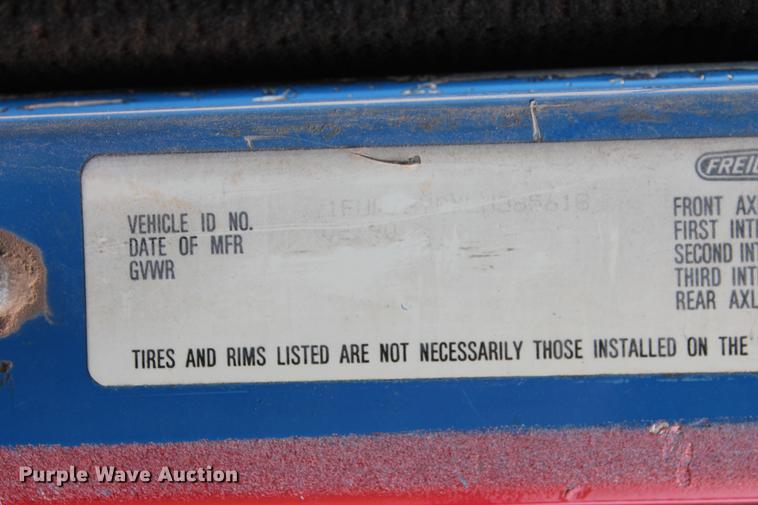 FREI
VEHICLE ID NO.
DATE OF MFR
GVWR
FRONT AX
FIRST INT
SECOND INT
THIRD INT
REAR AXL
TIRES AND RIMS LISTED ARE NOT NECESSARILY THOSE INSTALLED ON THE
Purple Wave Auction